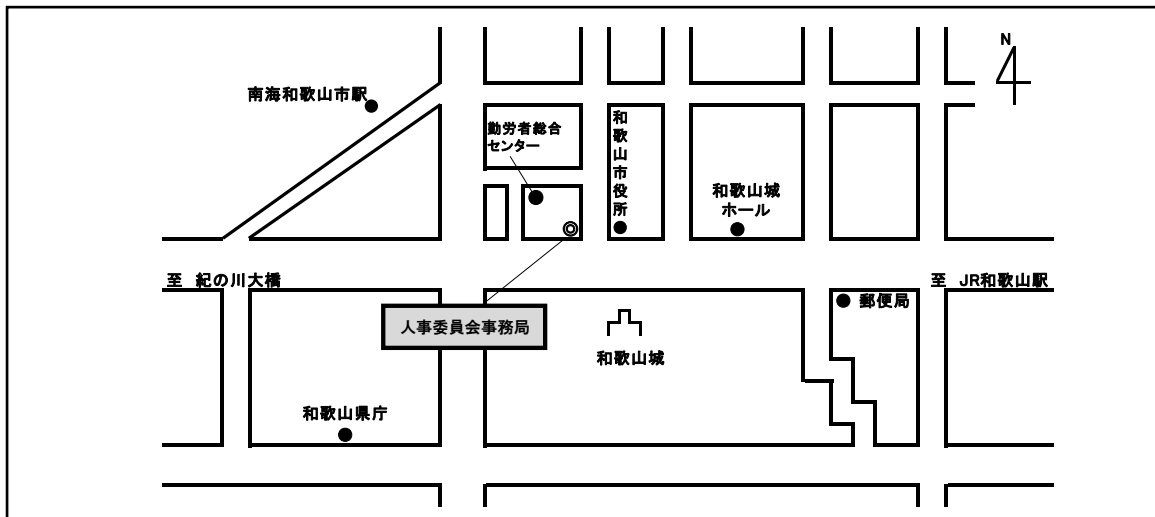 N
南海和歌山市駅
勤労者総合
センター
和歌山市役所
和歌山城
ホール
至 紀の川大橋
至 JR和歌山駅
郵便局
人事委員会事務局
和歌山城
和歌山県庁